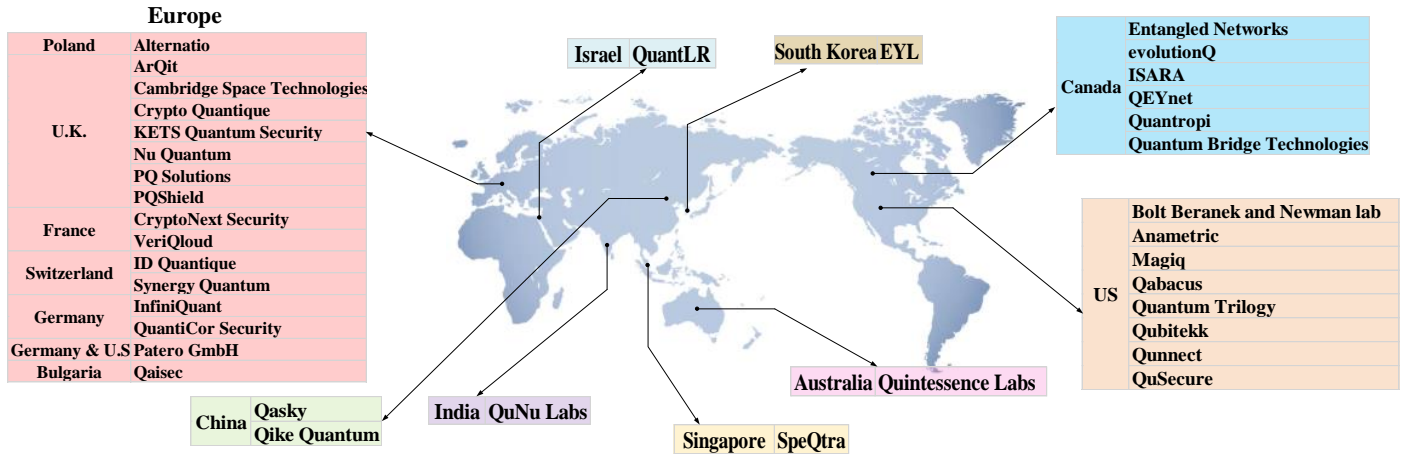 Europe
Poland Alternatio
U.K. ArQit
Cambridge Space Technologies
Crypto Quantique
KETS Quantum Security
Nu Quantum
PQ Solutions
PQShield
France CryptoNext Security
VeriQloud
Switzerland ID Quantique
Synergy Quantum
Germany InfiniQuant
QuantiCor Security
Germany & U.S Patero GmbH
Bulgaria Qaisec
Israel QuantLR
South Korea EYL
Canada Entangled Networks
evolutionQ
ISARA
QEYnet
Quantropi
Quantum Bridge Technologies
US Bolt Beranek and Newman lab
Anametric
Magiq
Qabacus
Quantum Trilogy
Qubitekk
Qunnect
QuSecure
China Qasky
Qike Quantum
India QuNu Labs
Singapore SpeQtra
Australia Quintessence Labs